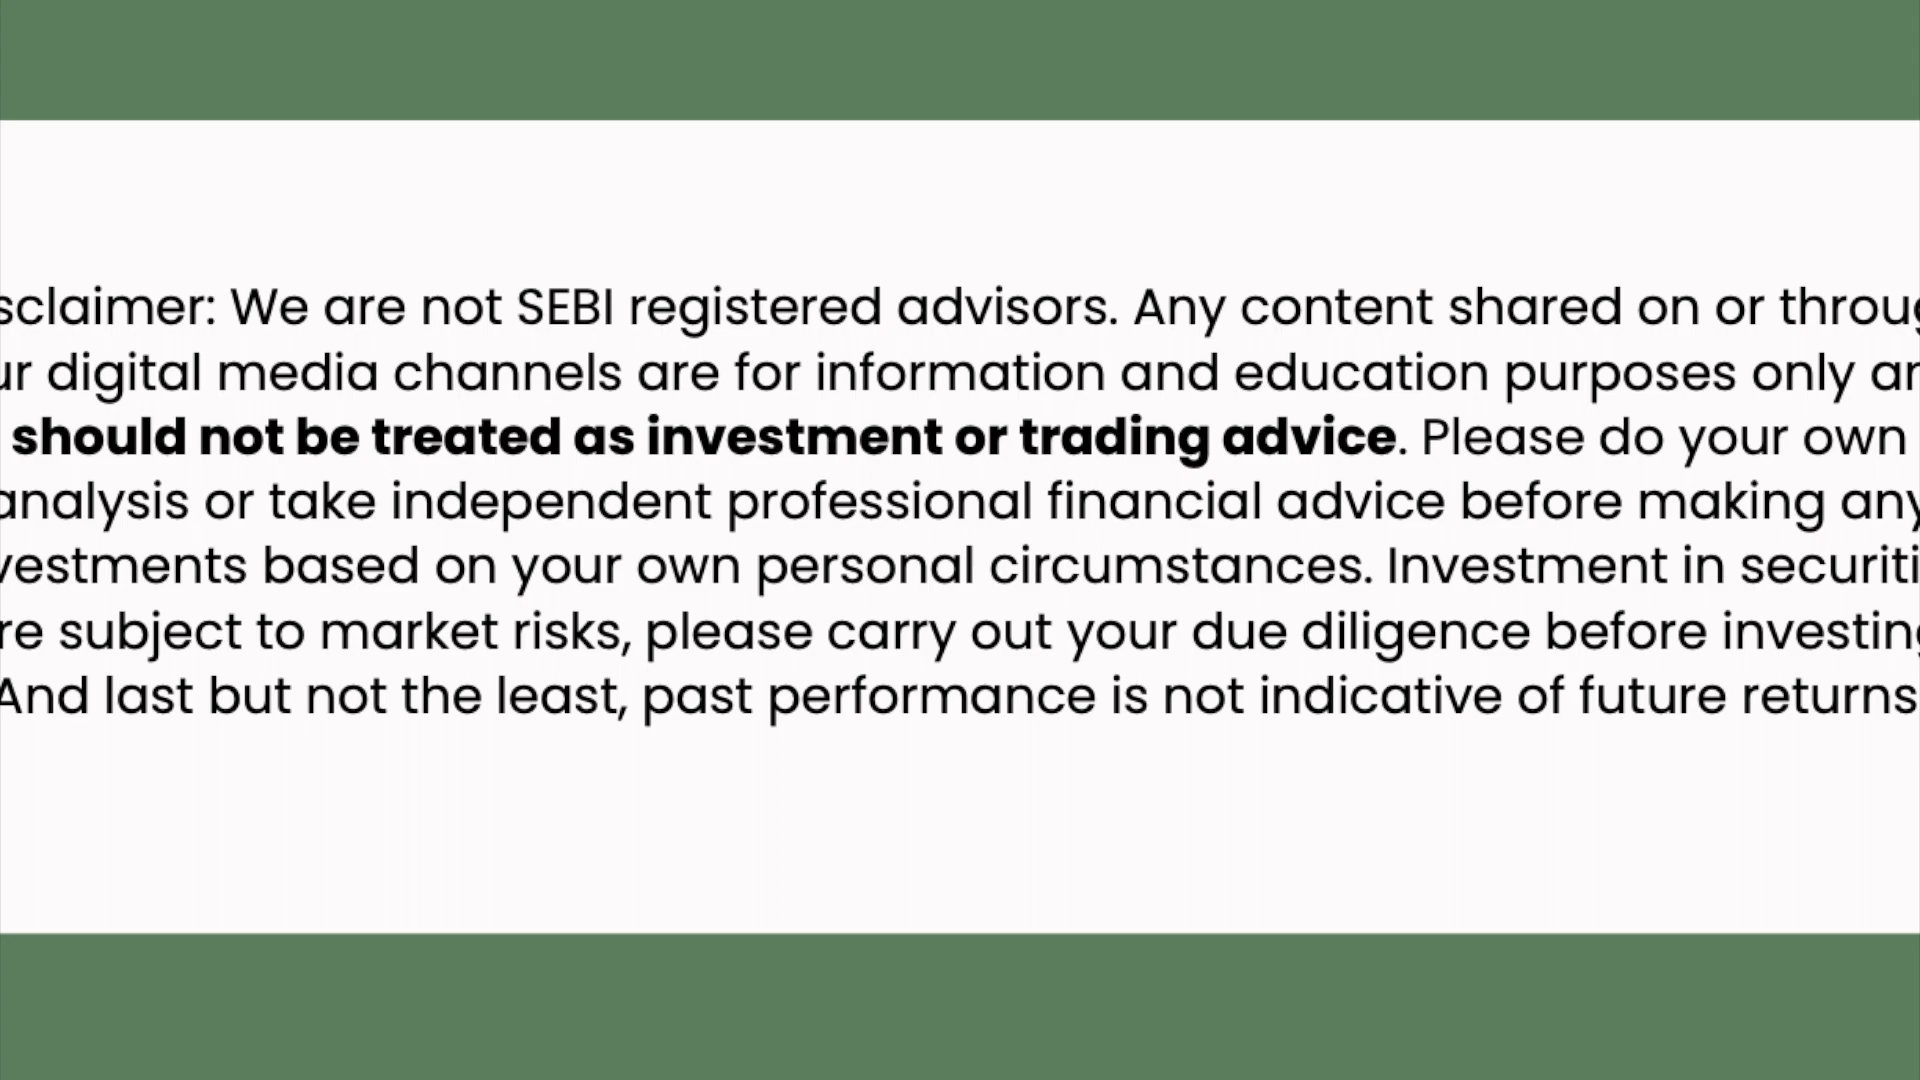 sclaimer: We are not SEBI registered advisors. Any content shared on or throug
ur digital media channels are for information and education purposes only an
should not be treated as investment or trading advice. Please do your own
analysis or take independent professional financial advice before making any
vestments based on your own personal circumstances. Investment in securiti
re subject to market risks, please carry out your due diligence before investing
And last but not the least, past performance is not indicative of future returns